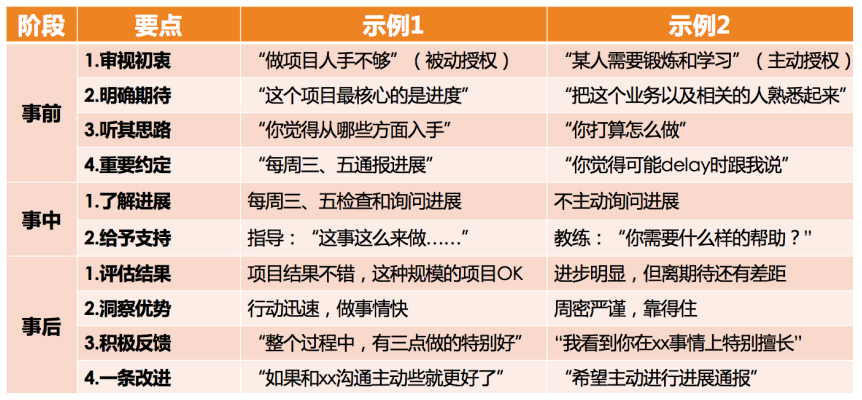 阶段 要点 示例1 示例2
事前
1.审视初衷 “做项目人手不够”（被动授权） “某人需要锻炼和学习”（主动授权）
2.明确期待 “这个项目最核心的是进度” “把这个业务以及相关的人熟悉起来”
3.听其思路 “你觉得从哪些方面入手” “你打算怎么做”
4.重要约定 “每周三、五通报进展” “你觉得可能delay时跟我说”
事中
1.了解进展 每周三、五检查和询问进展 不主动询问进展
2.给予支持 指导：“这事这么来做……” 教练：“你需要什么样的帮助？”
事后
1.评估结果 项目结果不错，这种规模的项目OK 进步明显，但离期待还有差距
2.洞察优势 行动迅速，做事情快 周密严谨，靠得住
3.积极反馈 “整个过程中，有三点做的特别好” “我看到你在xx事情上特别擅长”
4.一条改进 “如果和xx沟通主动些就更好了” “希望主动进行进展通报”